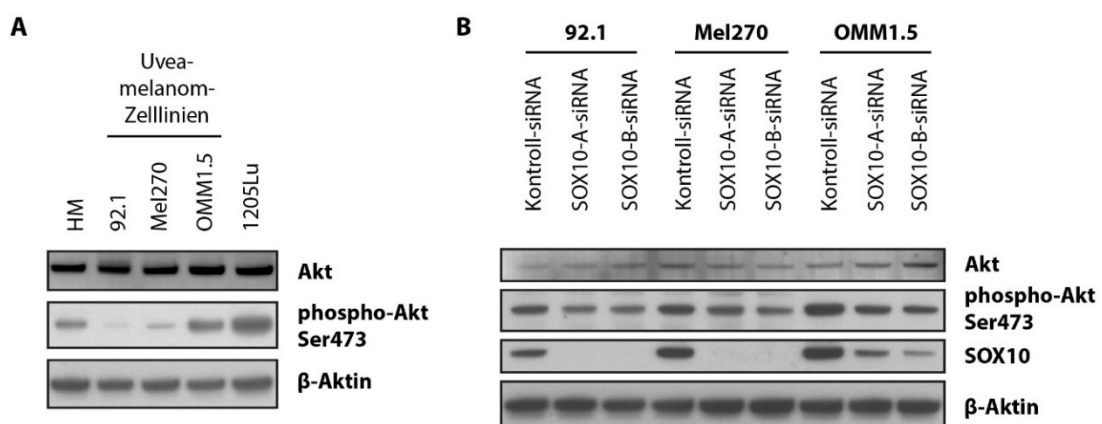 A
Uvea-
melanom-
Zelllinien
HM
92.1
Mel270
OMM1.5
1205Lu
Akt
phospho-Akt
Ser473
β-Aktin
B
92.1
Mel270
OMM1.5
Kontroll-siRNA
SOX10-A-siRNA
SOX10-B-siRNA
Kontroll-siRNA
SOX10-A-siRNA
SOX10-B-siRNA
Kontroll-siRNA
SOX10-A-siRNA
SOX10-B-siRNA
Akt
phospho-Akt
Ser473
SOX10
β-Aktin